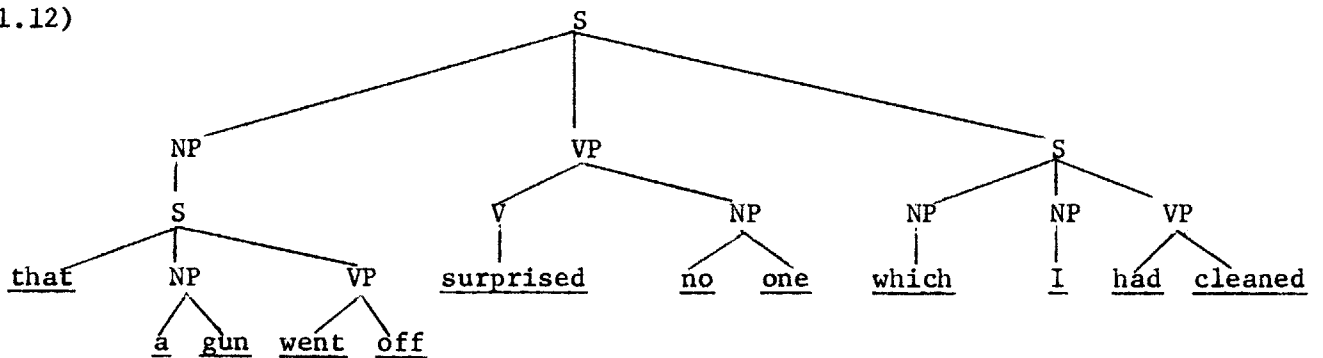 1.12)
S
NP VP S
S V NP NP NP VP
that NP VP surprised no one which I had cleaned
a gun went off